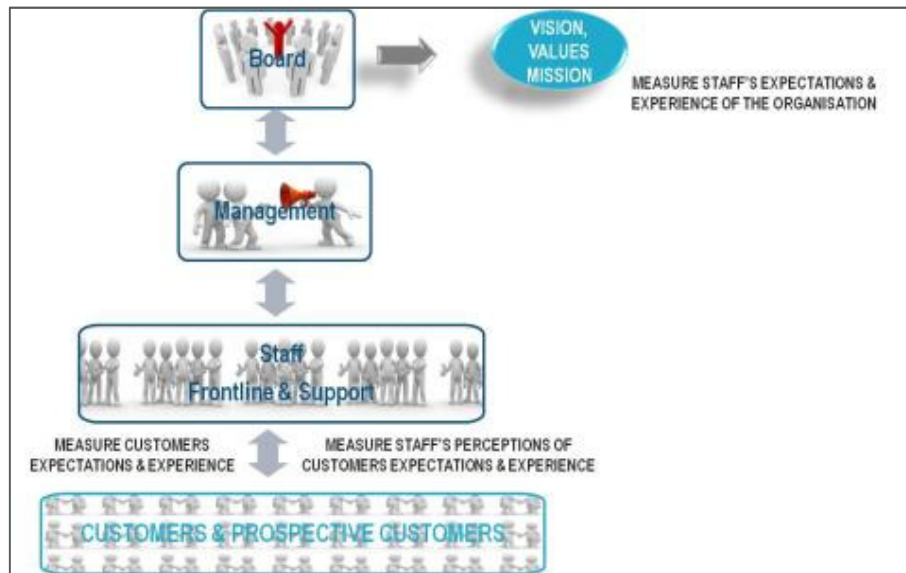 Board
VISION,
VALUES
MISSION
MEASURE STAFF'S EXPECTATIONS &
EXPERIENCE OF THE ORGANISATION
Management
Staff
Frontline & Support
MEASURE CUSTOMERS
EXPECTATIONS & EXPERIENCE
MEASURE STAFF'S PERCEPTIONS OF
CUSTOMERS EXPECTATIONS & EXPERIENCE
CUSTOMERS & PROSPECTIVE CUSTOMERS